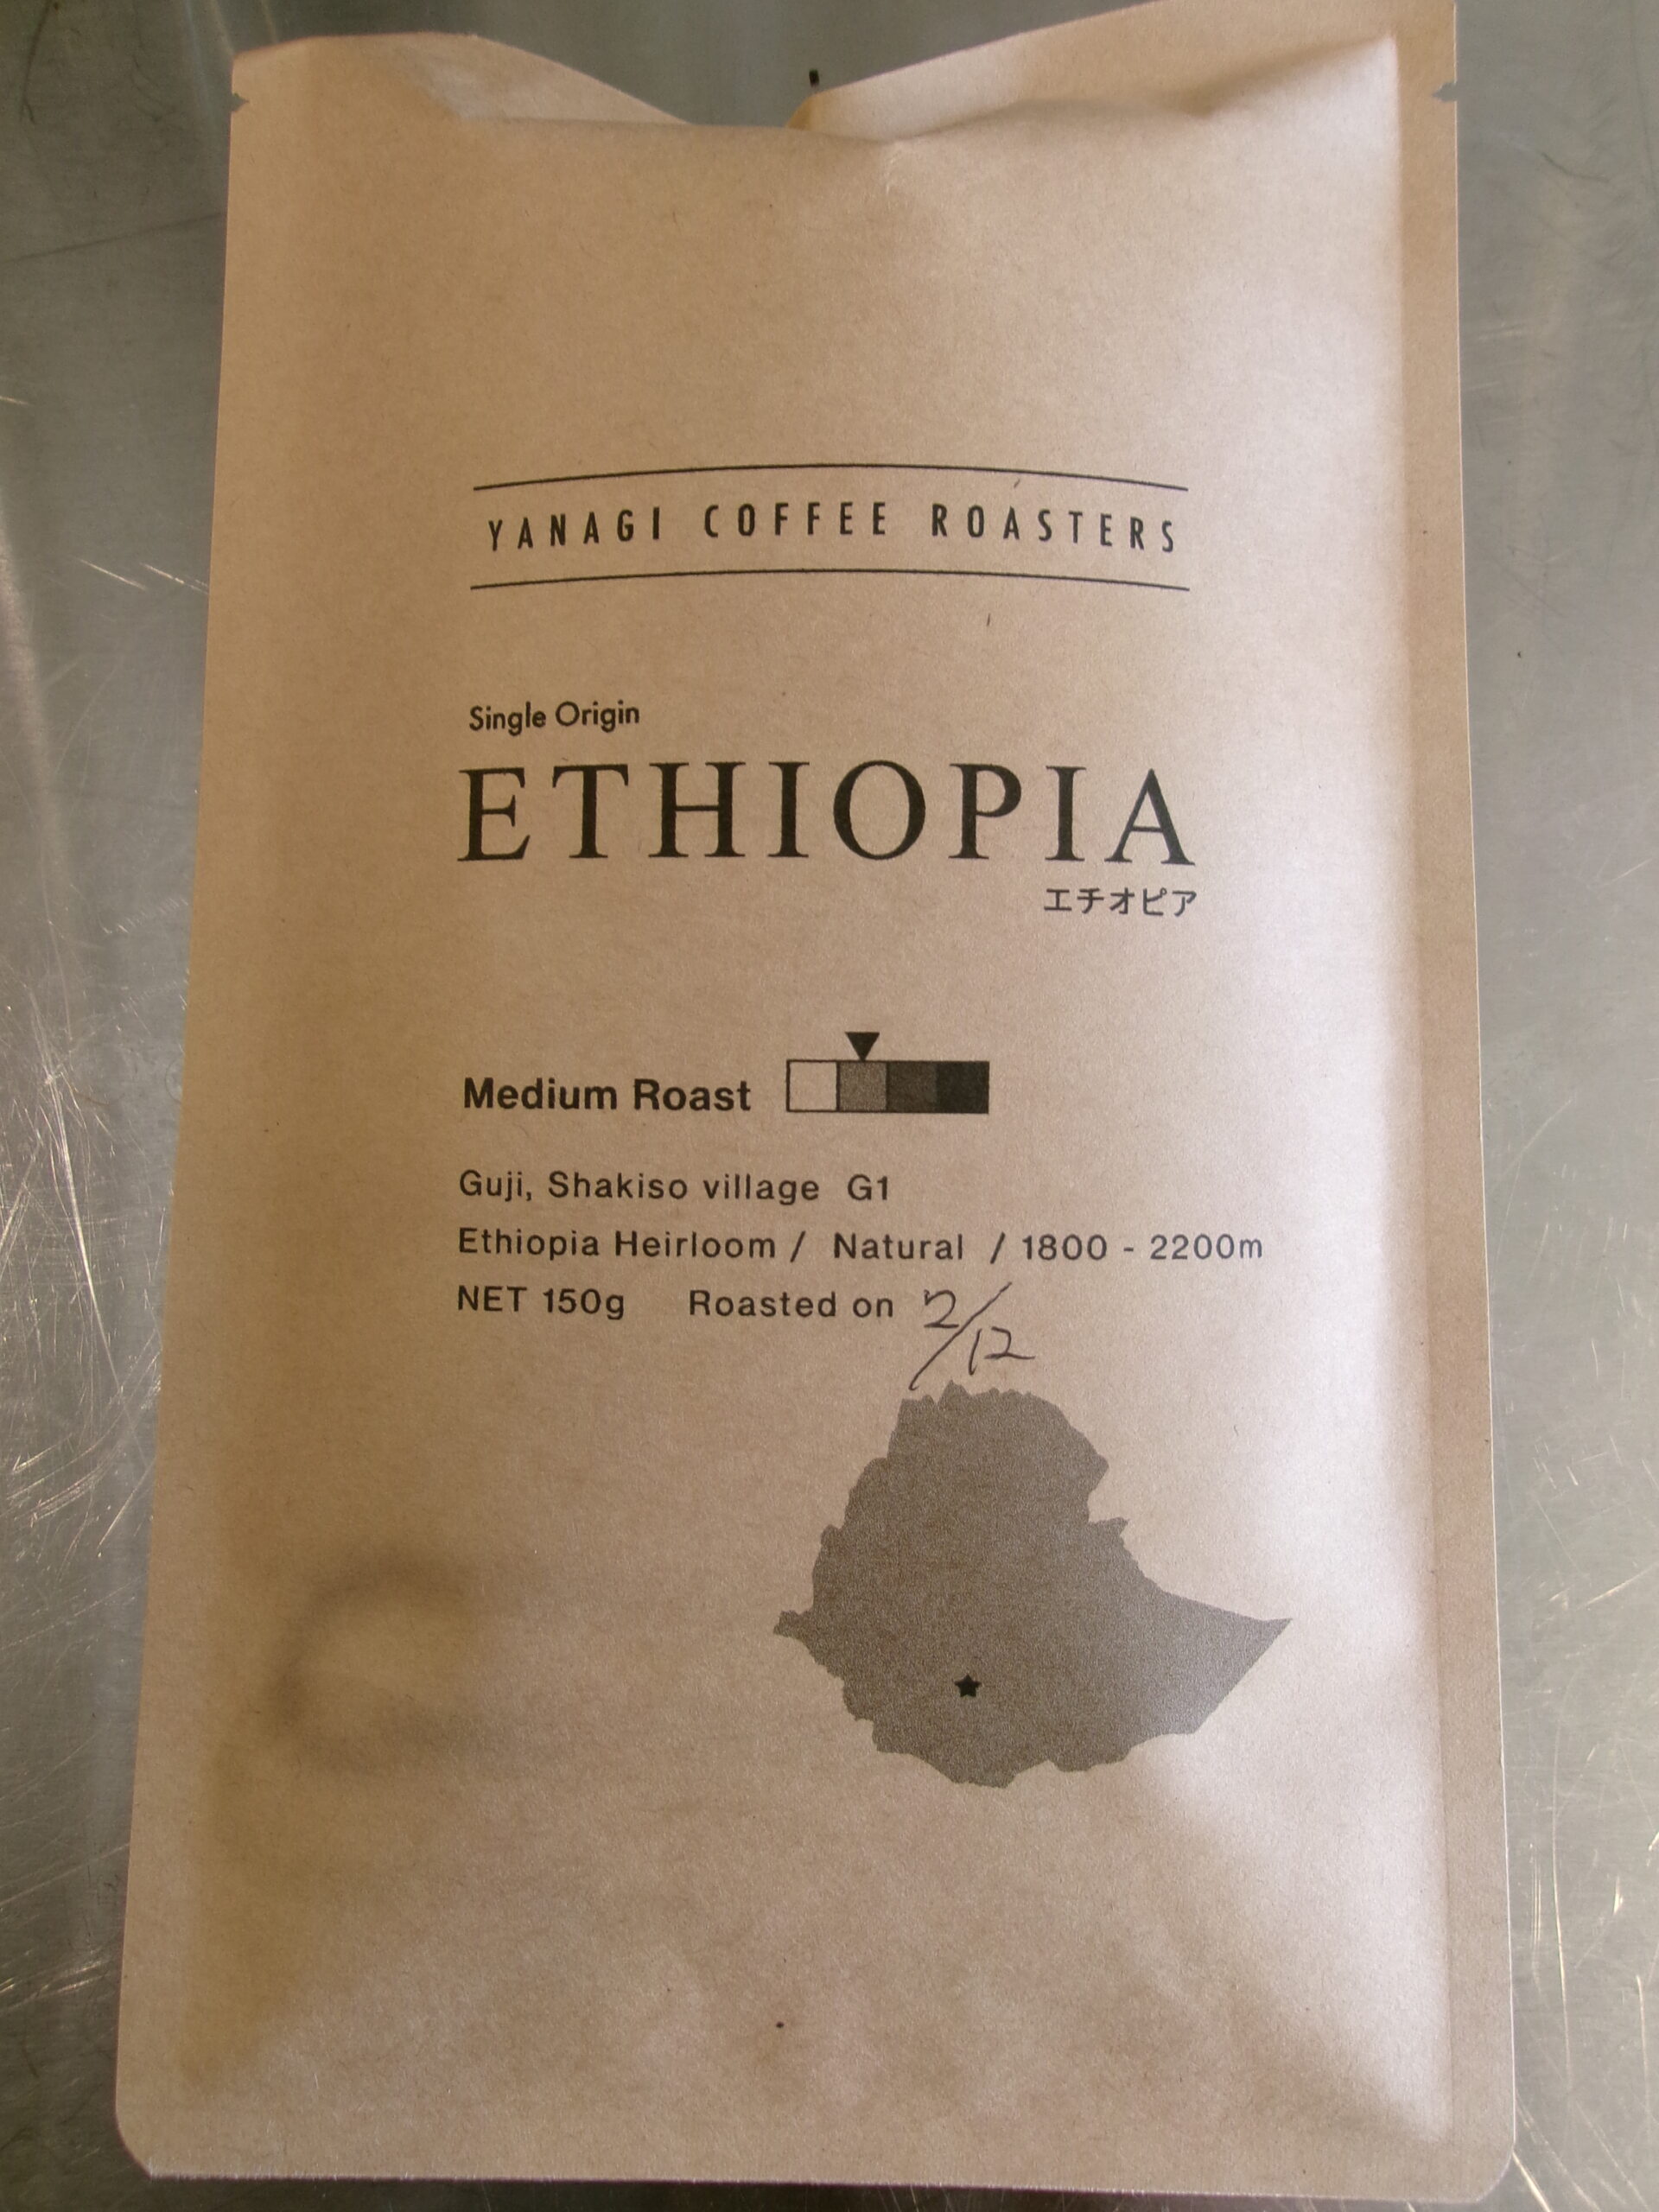 YANAGI COFFEE ROASTERS
Single Origin
ETHIOPIA
エチオピア
Medium Roast
Guji, Shakiso village G1
Ethiopia Heirloom / Natural / 1800 - 2200m
NET 150g Roasted on 2/12